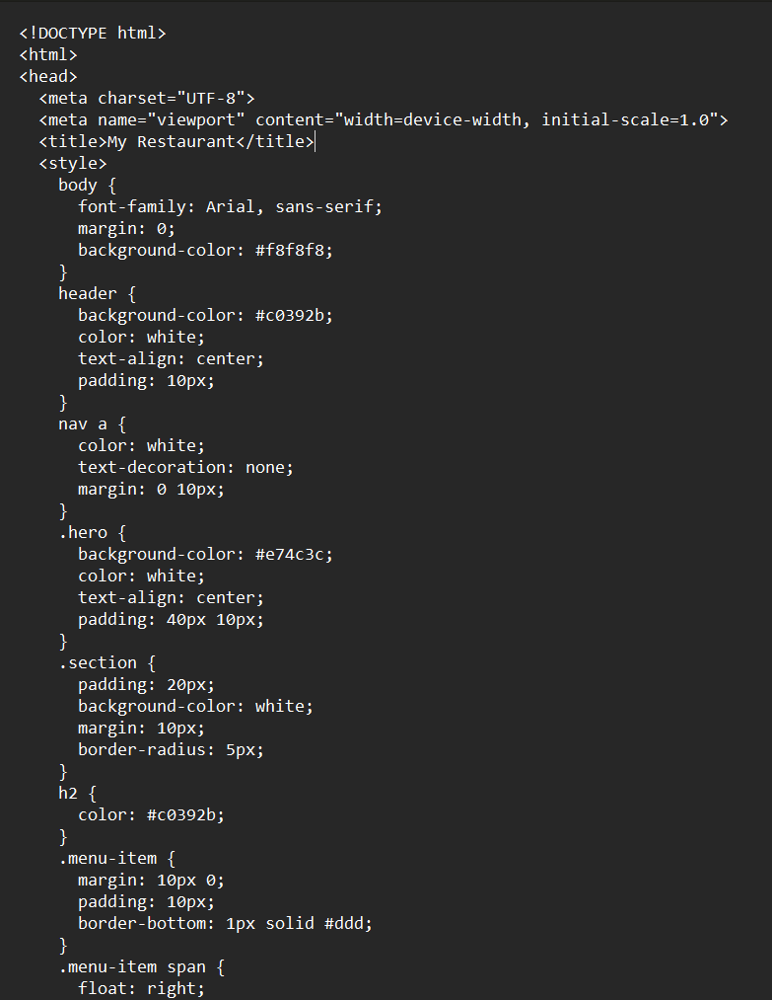 <!DOCTYPE html>
<html>
<head>
  <meta charset="UTF-8">
  <meta name="viewport" content="width=device-width, initial-scale=1.0">
  <title>My Restaurant</title>
  <style>
    body {
      font-family: Arial, sans-serif;
      margin: 0;
      background-color: #f8f8f8;
    }
    header {
      background-color: #c0392b;
      color: white;
      text-align: center;
      padding: 10px;
    }
    nav a {
      color: white;
      text-decoration: none;
      margin: 0 10px;
    }
    .hero {
      background-color: #e74c3c;
      color: white;
      text-align: center;
      padding: 40px 10px;
    }
    .section {
      padding: 20px;
      background-color: white;
      margin: 10px;
      border-radius: 5px;
    }
    h2 {
      color: #c0392b;
    }
    .menu-item {
      margin: 10px 0;
      padding: 10px;
      border-bottom: 1px solid #ddd;
    }
    .menu-item span {
      float: right;